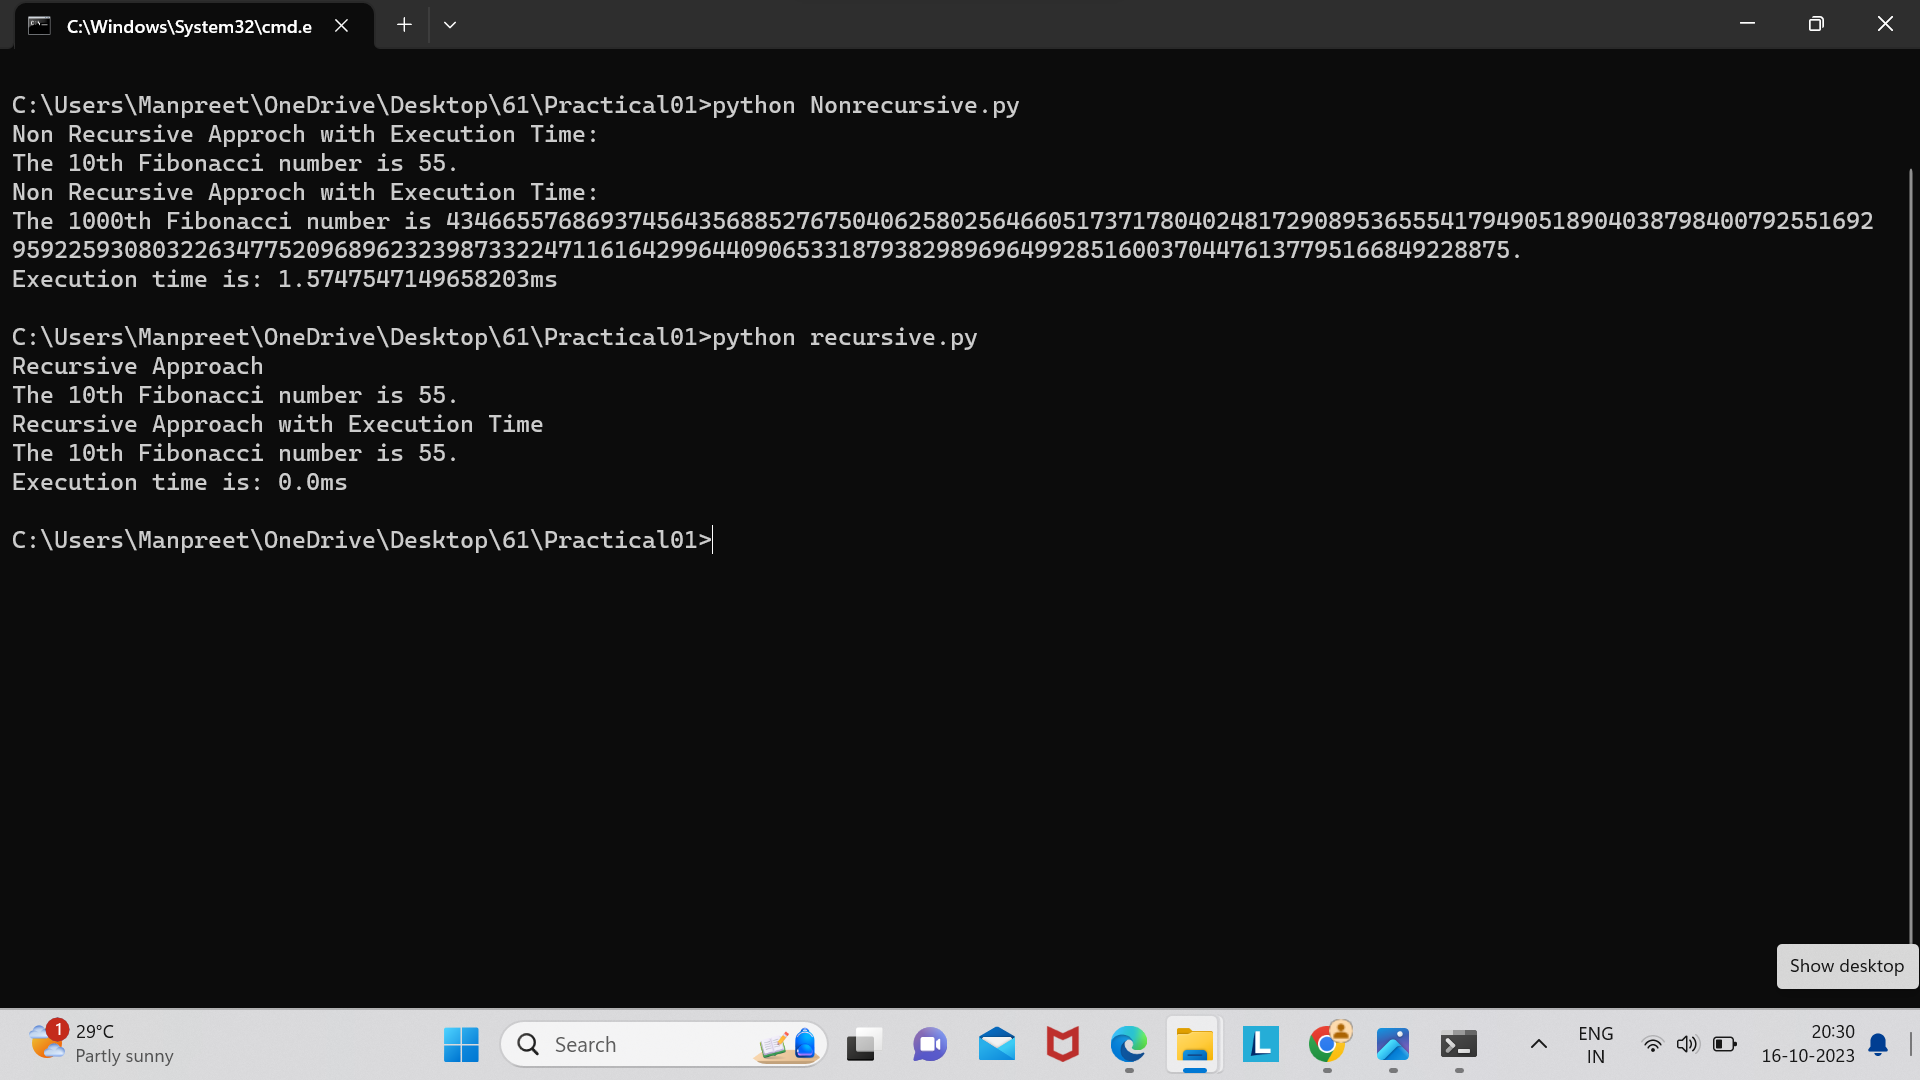 C:\Windows\System32\cmd.e
C:\Users\Manpreet\OneDrive\Desktop\61\Practical01>python Nonrecursive.py
Non Recursive Approch with Execution Time:
The 10th Fibonacci number is 55.
Non Recursive Approch with Execution Time:
The 1000th Fibonacci number is 434665576869374564356885276750406258025646605173717804024817290895365554179490518904038798400792551692
95922593080322634775209689623239873322471161642996440906533187938298969649928516003704476137795166849228875.
Execution time is: 1.5747547149658203ms
C:\Users\Manpreet\OneDrive\Desktop\61\Practical01>python recursive.py
Recursive Approach
The 10th Fibonacci number is 55.
Recursive Approach with Execution Time
The 10th Fibonacci number is 55.
Execution time is: 0.0ms
C:\Users\Manpreet\OneDrive\Desktop\61\Practical01>
Show desktop
1
29°C
Partly sunny
Search
L
ENG
IN
20:30
16-10-2023